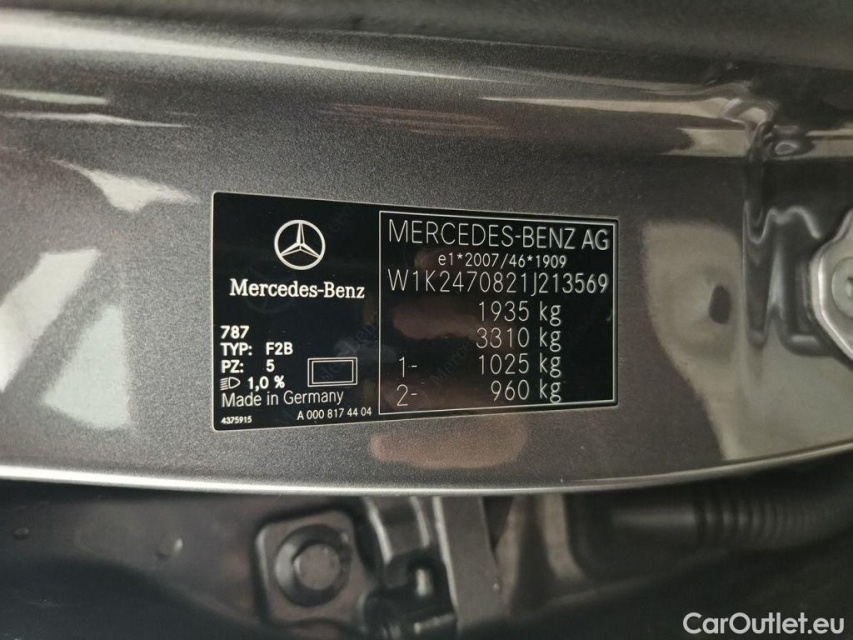 Mercedes-Benz
787
TYP: F2B
PZ: 5
1,0 %
Made in Germany
4375915
A 000 817 44 04
MERCEDES-BENZ AG
e1*2007/46*1909
W1K2470821J213569
1935 kg
3310 kg
1- 1025 kg
2- 960 kg
CarOutlet.eu